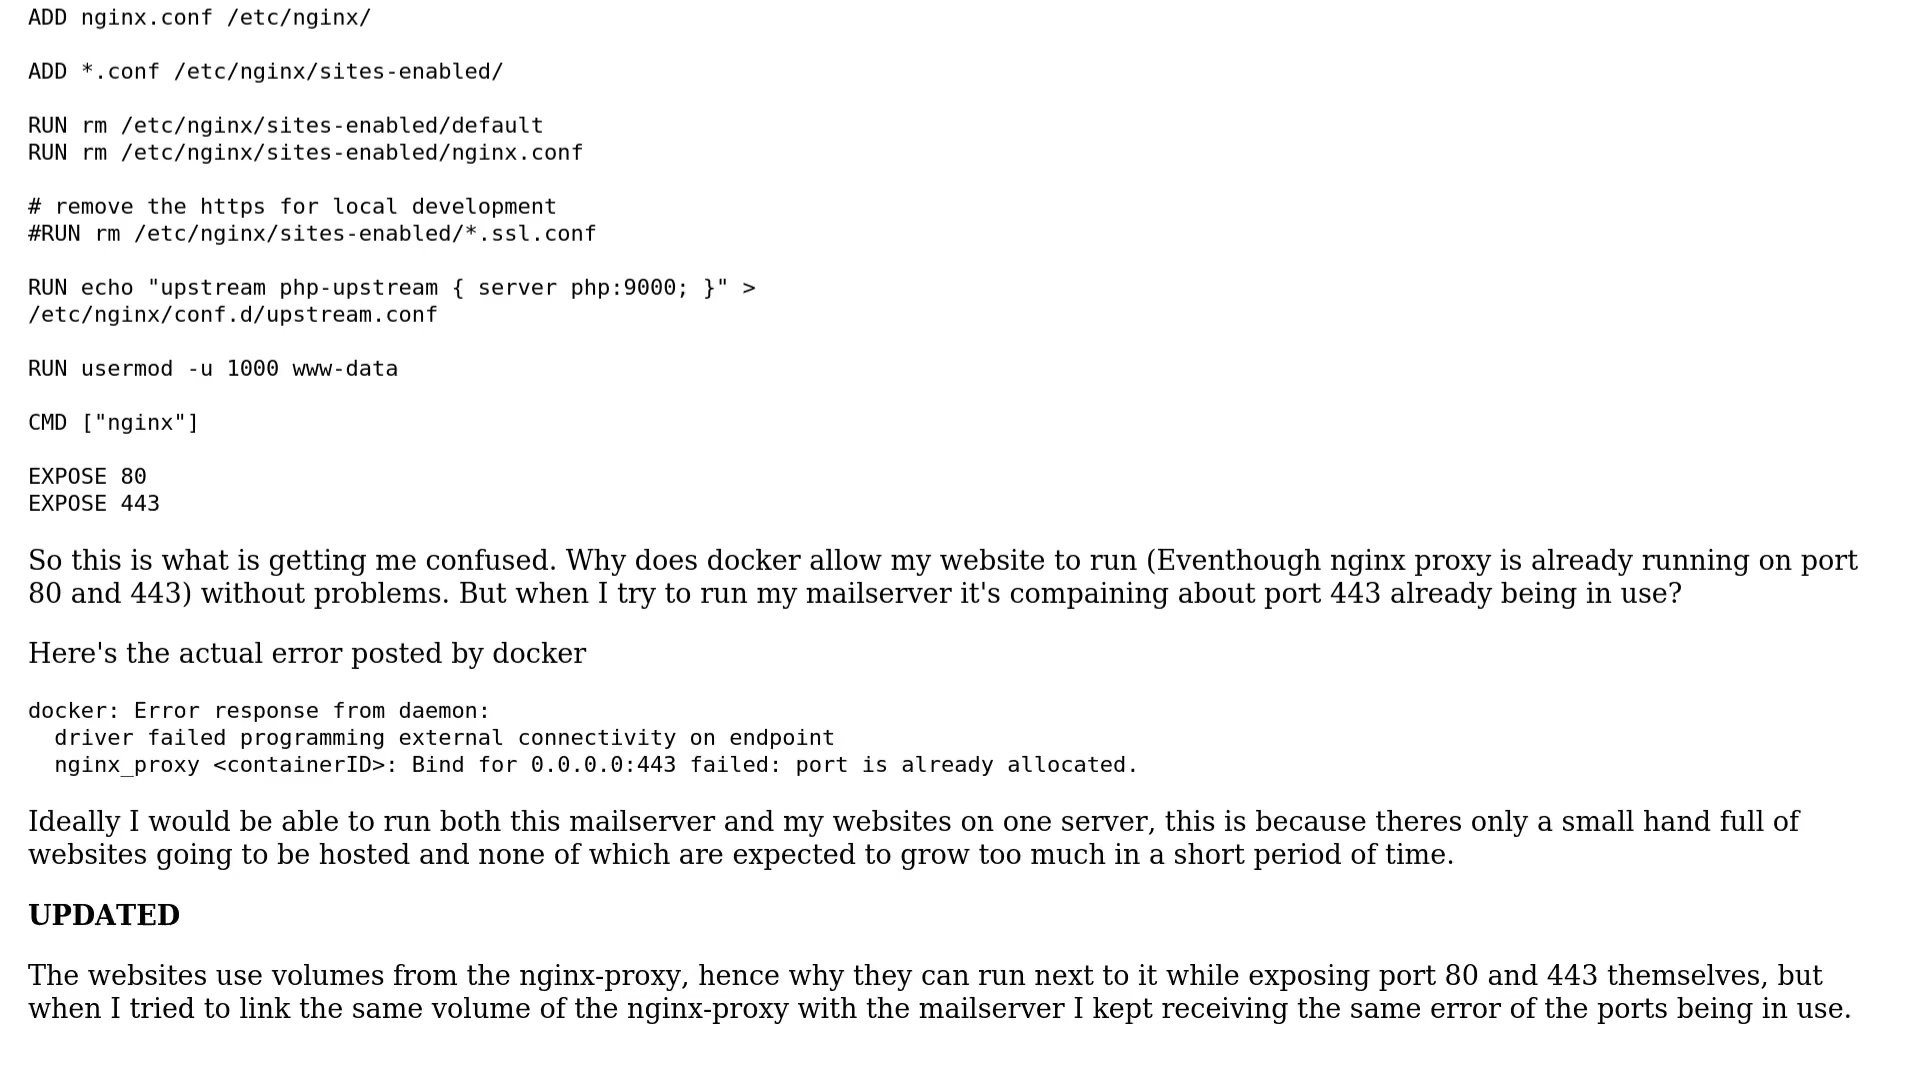 ADD nginx.conf /etc/nginx/
ADD *.conf /etc/nginx/sites-enabled/
RUN rm /etc/nginx/sites-enabled/default
RUN rm /etc/nginx/sites-enabled/nginx.conf
# remove the https for local development
#RUN rm /etc/nginx/sites-enabled/*.ssl.conf
RUN echo "upstream php-upstream { server php:9000; }" >
/etc/nginx/conf.d/upstream.conf
RUN usermod -u 1000 www-data
CMD ["nginx"]
EXPOSE 80
EXPOSE 443
So this is what is getting me confused. Why does docker allow my website to run (Eventhough nginx proxy is already running on port
80 and 443) without problems. But when I try to run my mailserver it's compaining about port 443 already being in use?
Here's the actual error posted by docker
docker: Error response from daemon:
  driver failed programming external connectivity on endpoint
  nginx_proxy <containerID>: Bind for 0.0.0.0:443 failed: port is already allocated.
Ideally I would be able to run both this mailserver and my websites on one server, this is because theres only a small hand full of
websites going to be hosted and none of which are expected to grow too much in a short period of time.
UPDATED
The websites use volumes from the nginx-proxy, hence why they can run next to it while exposing port 80 and 443 themselves, but
when I tried to link the same volume of the nginx-proxy with the mailserver I kept receiving the same error of the ports being in use.